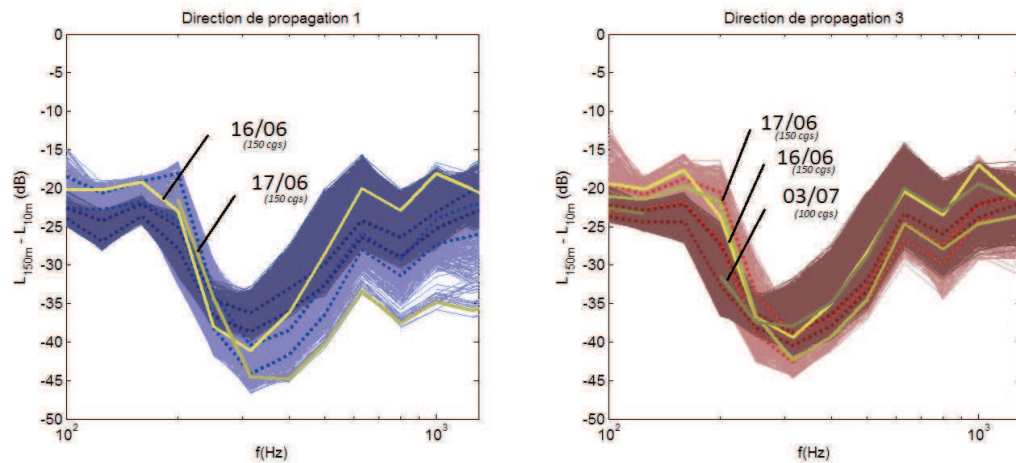 Direction de propagation 1
0
-5
-10
-15
-20
-25
-30
-35
-40
-45
-50
L150m - L10m (dB)
16/06
(150 cgs)
17/06
(150 cgs)
10²
10³
f(Hz)
Direction de propagation 3
0
-5
-10
-15
-20
-25
-30
-35
-40
-45
-50
L150m - L10m (dB)
17/06
(150 cgs)
16/06
(150 cgs)
03/07
(100 cgs)
10²
10³
f(Hz)